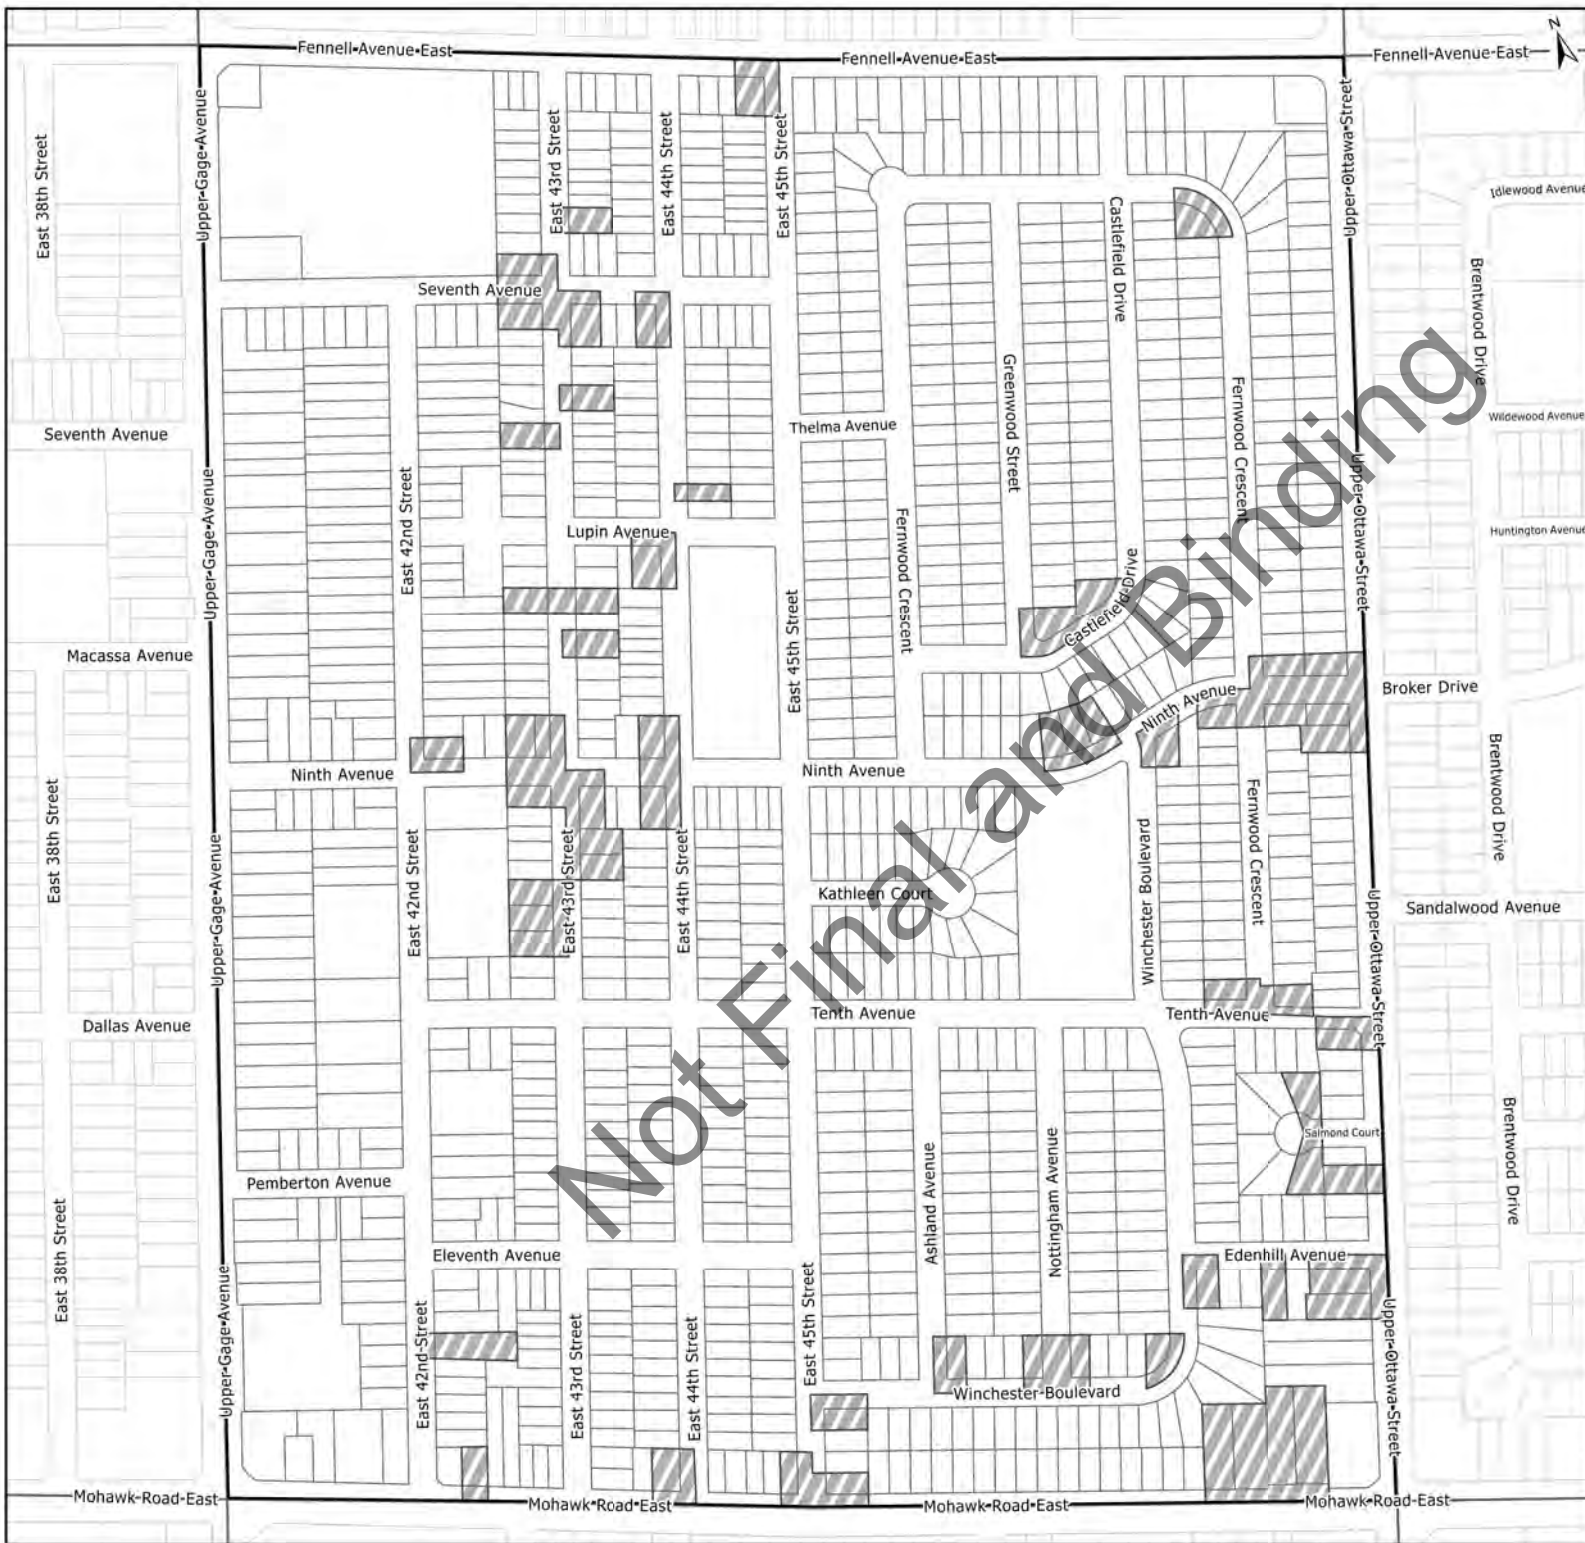 Fennell Avenue East
Fennell Avenue East
Fennell Avenue East
N
Upper Gage Avenue
East 38th Street
East 43rd Street
East 44th Street
East 45th Street
Upper Ottawa Street
Idlewood Avenue
Castlefield Drive
Seventh Avenue
Brentwood Drive
Greenwood Street
Fernwood Crescent
Seventh Avenue
Thelma Avenue
Wildewood Avenue
Upper Gage Avenue
East 42nd Street
Lupin Avenue
Fernwood Crescent
Upper Ottawa Street
Huntington Avenue
Castlefield Drive
Castlefield Drive
East 45th Street
Macassa Avenue
Broker Drive
Ninth Avenue
Ninth Avenue
Ninth Avenue
Brentwood Drive
East 38th Street
Upper Gage Avenue
East 42nd Street
East 43rd Street
East 44th Street
Kathleen Court
Winchester Boulevard
Fernwood Crescent
Upper Ottawa Street
Sandalwood Avenue
Dallas Avenue
Tenth Avenue
Tenth Avenue
Salmond Court
Brentwood Drive
Pemberton Avenue
Ashland Avenue
Nottingham Avenue
East 38th Street
Eleventh Avenue
Edenhill Avenue
Upper Gage Avenue
East 42nd Street
East 43rd Street
East 44th Street
East 45th Street
Upper Ottawa Street
Winchester Boulevard
Mohawk Road East
Mohawk Road East
Mohawk Road East
Mohawk Road East
Not Final and Binding